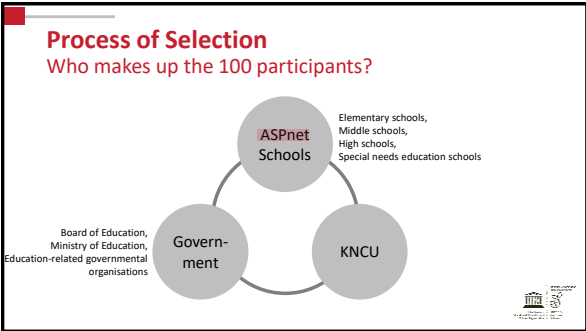 Process of Selection
Who makes up the 100 participants?
ASPnet
Schools
Elementary schools,
Middle schools,
High schools,
Special needs education schools
Board of Education,
Ministry of Education,
Education-related governmental
organisations
Govern-
ment
KNCU